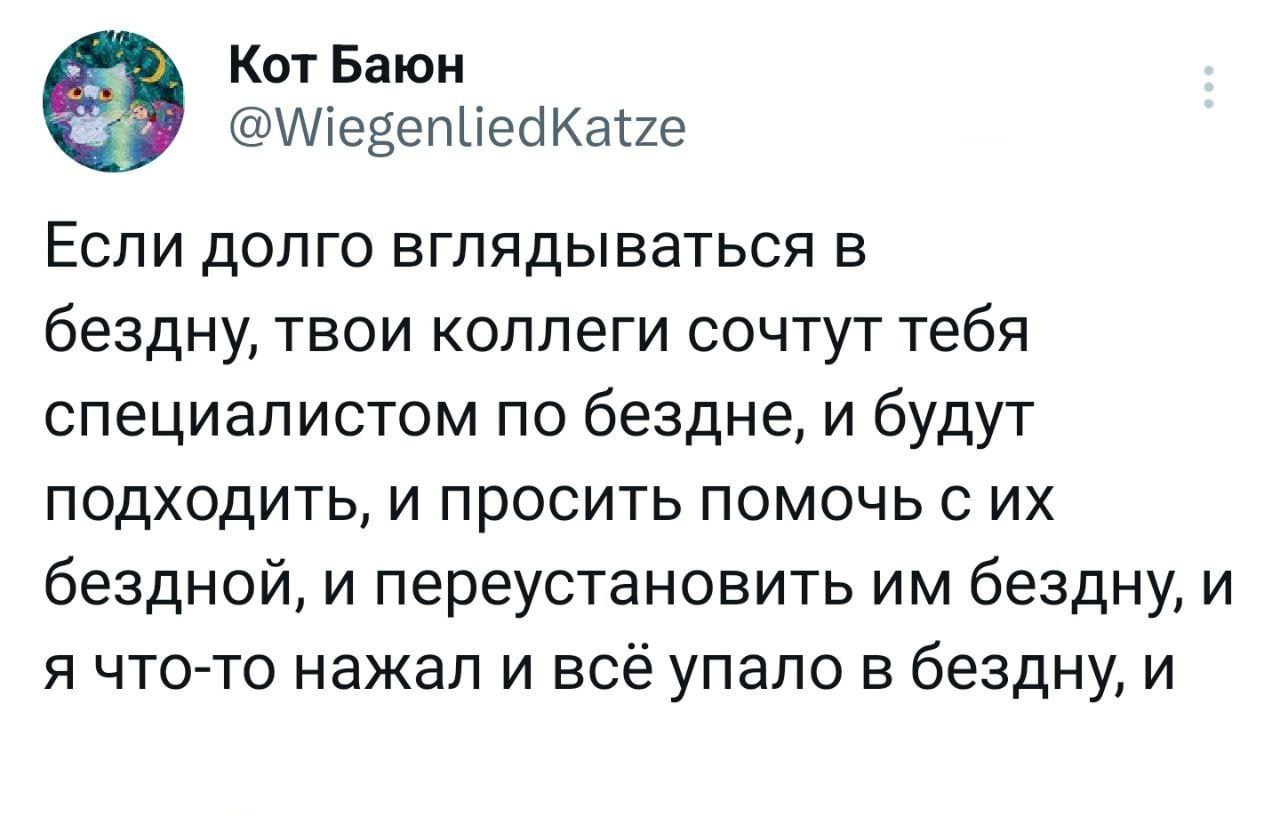 Кот Баюн
@WiegenliedKatze
Если долго вглядываться в
бездну, твои коллеги сочтут тебя
специалистом по бездне, и будут
подходить, и просить помочь с их
бездной, и переустановить им бездну, и
я что-то нажал и всё упало в бездну, и